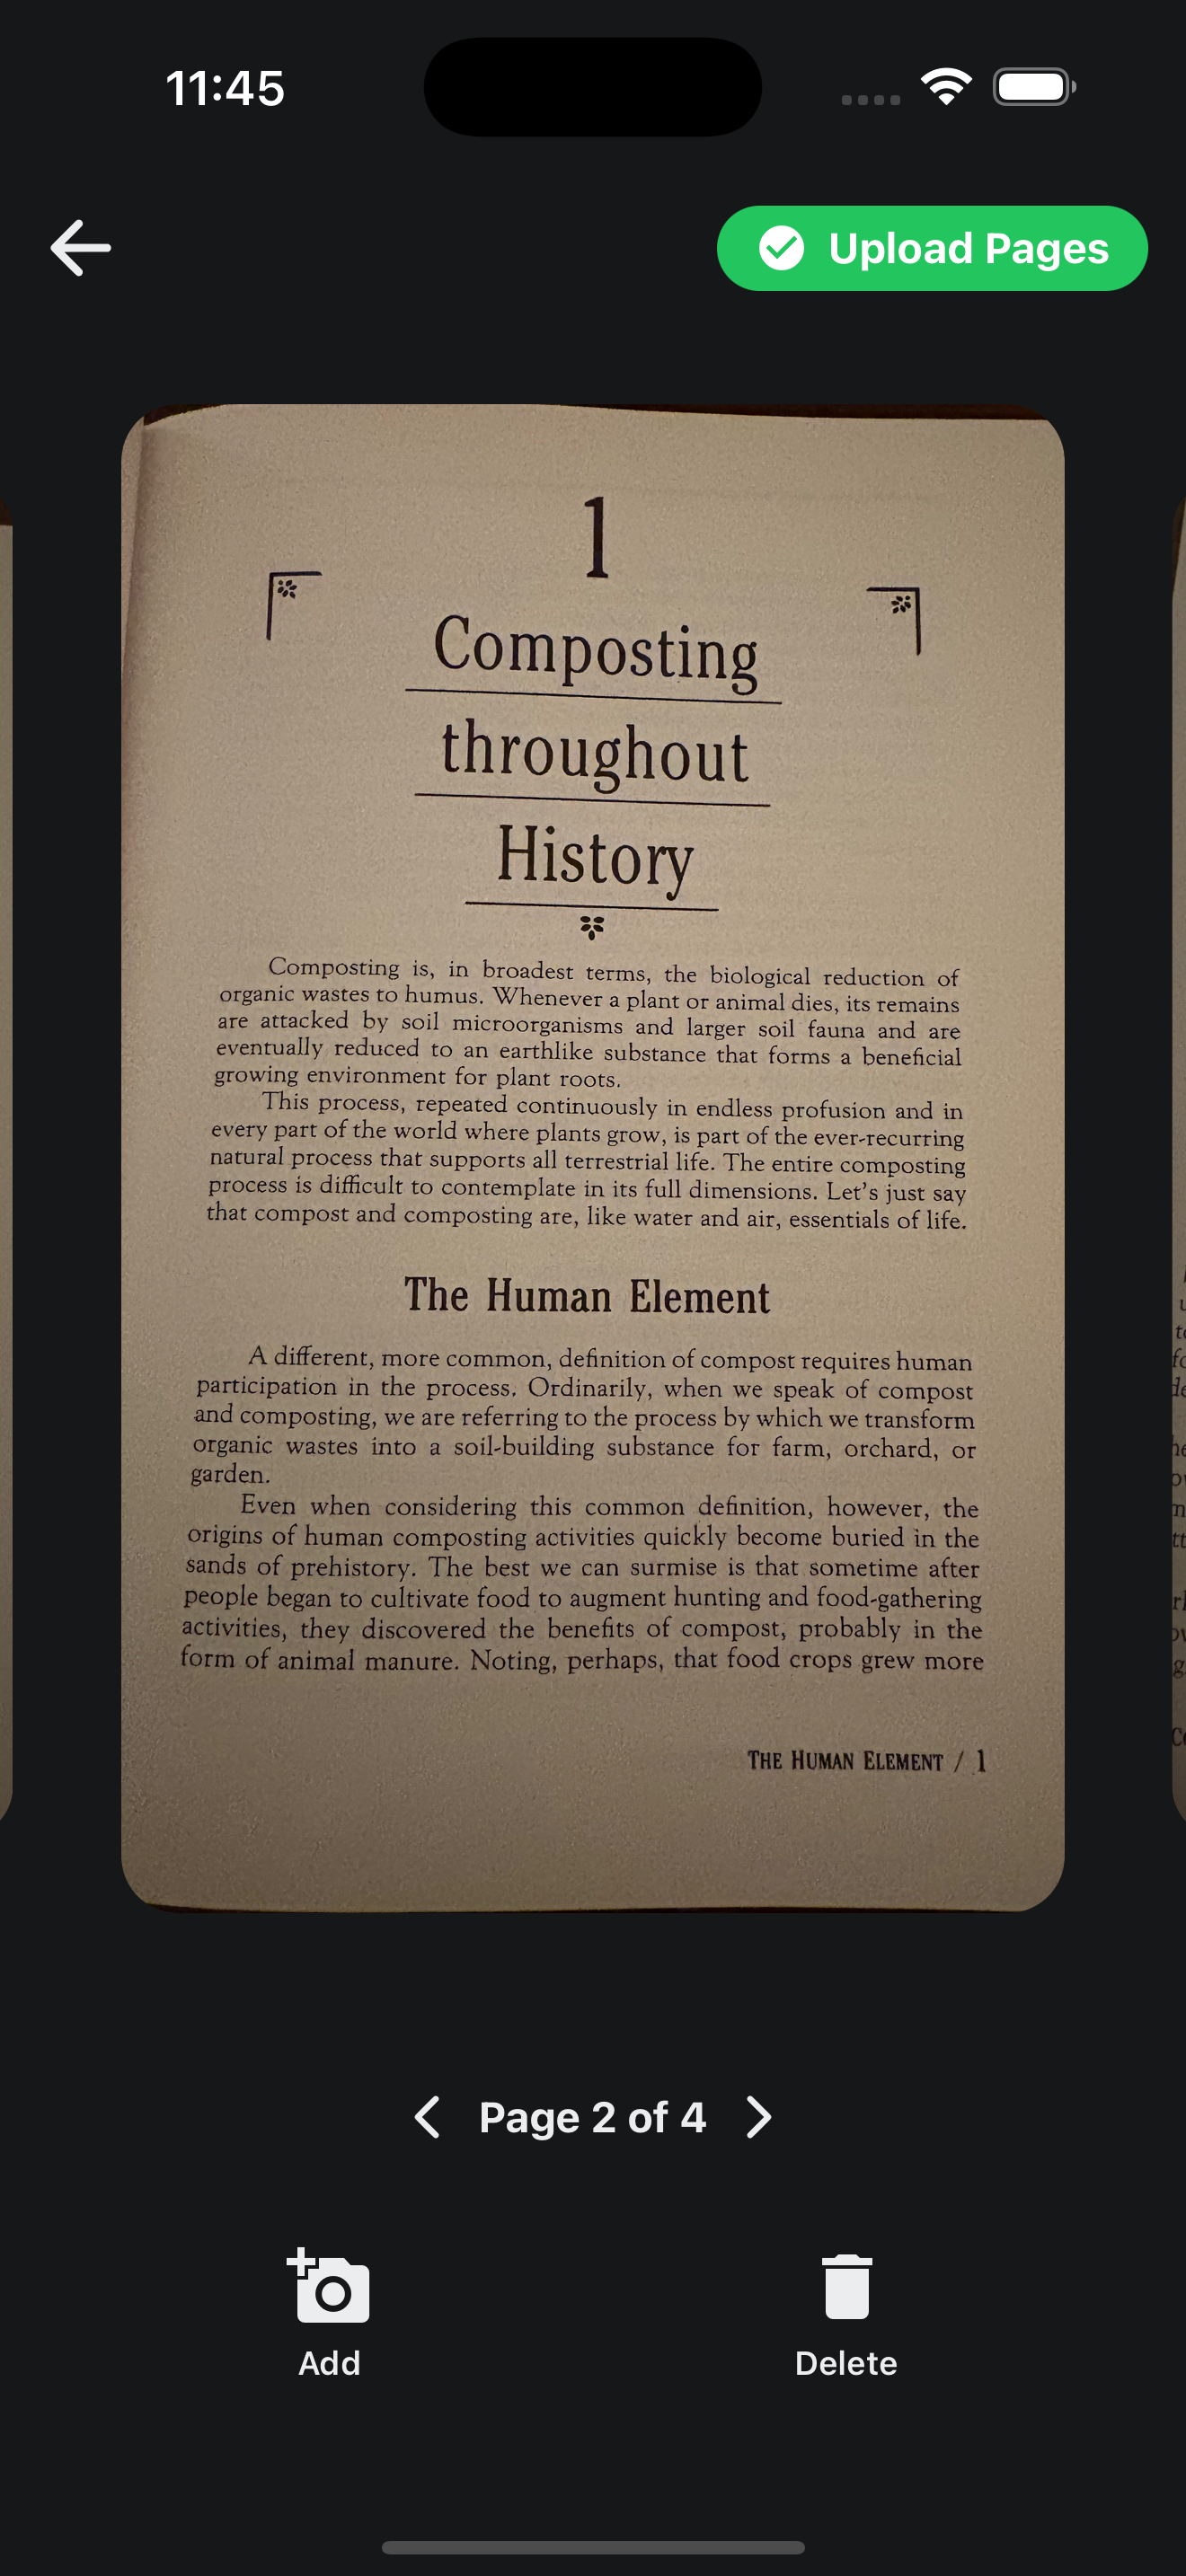 11:45
Upload Pages
1
Composting
throughout
History
Composting is, in broadest terms, the biological reduction of
organic wastes to humus. Whenever a plant or animal dies, its remains
are attacked by soil microorganisms and larger soil fauna and are
eventually reduced to an earthlike substance that forms a beneficial
growing environment for plant roots.
This process, repeated continuously in endless profusion and in
every part of the world where plants grow, is part of the ever-recurring
natural process that supports all terrestrial life. The entire composting
process is difficult to contemplate in its full dimensions. Let's just say
that compost and composting are, like water and air, essentials of life.
The Human Element
A different, more common, definition of compost requires human
participation in the process. Ordinarily, when we speak of compost
and composting, we are referring to the process by which we transform
organic wastes into a soil-building substance for farm, orchard, or
garden.
Even when considering this common definition, however, the
origins of human composting activities quickly become buried in the
sands of prehistory. The best we can surmise is that sometime after
people began to cultivate food to augment hunting and food-gathering
activities, they discovered the benefits of compost, probably in the
form of animal manure. Noting, perhaps, that food crops grew more
THE HUMAN ELEMENT / 1
Page 2 of 4
Add
Delete